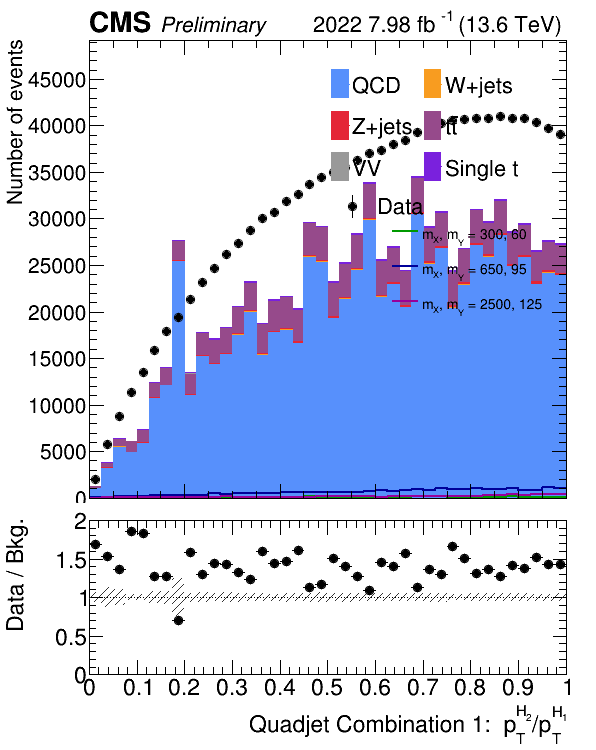 CMS Preliminary 2022 7.98 fb⁻¹ (13.6 TeV)
Number of events
45000
40000
35000
30000
25000
20000
15000
10000
5000
0
QCD
W+jets
Z+jets
tt̄
VV
Single t
Data
m_X, m_Y = 300, 60
m_X, m_Y = 650, 95
m_X, m_Y = 2500, 125
Data / Bkg.
2
1.5
1
0.5
0
0 0.1 0.2 0.3 0.4 0.5 0.6 0.7 0.8 0.9 1
Quadjet Combination 1: p_T^{H_2}/p_T^{H_1}